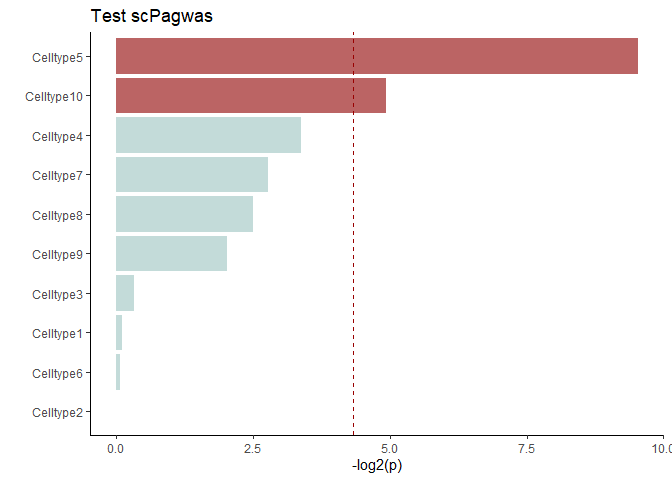 Test scPagwas
Celltype5
Celltype10
Celltype4
Celltype7
Celltype8
Celltype9
Celltype3
Celltype1
Celltype6
Celltype2
0.0 2.5 5.0 7.5 10.0
-log2(p)